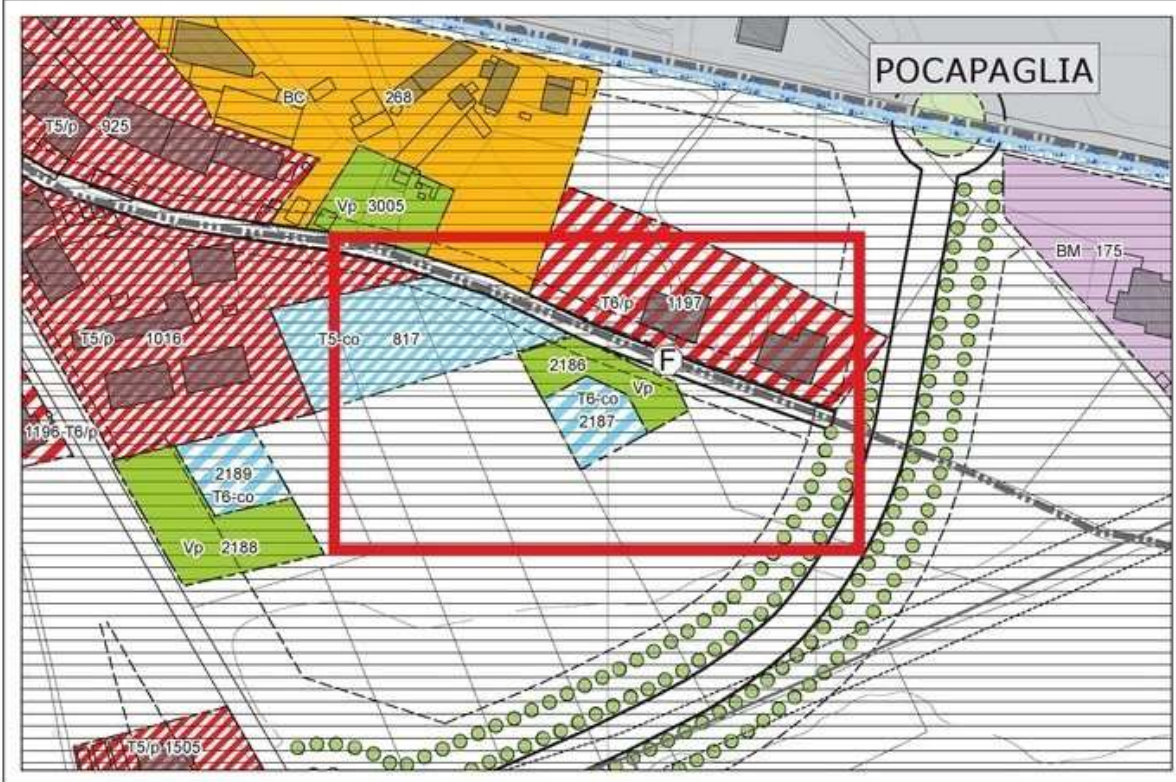 POCAPAGLIA
BC 268
T5/p 925
Vp 3005
BM 175
T6/p 1197
T5/p 1016
T5-co 817
F
2186
Vp
T6-co
2187
1196 T6/p
2189
T6-co
Vp 2188
T5/p 1505